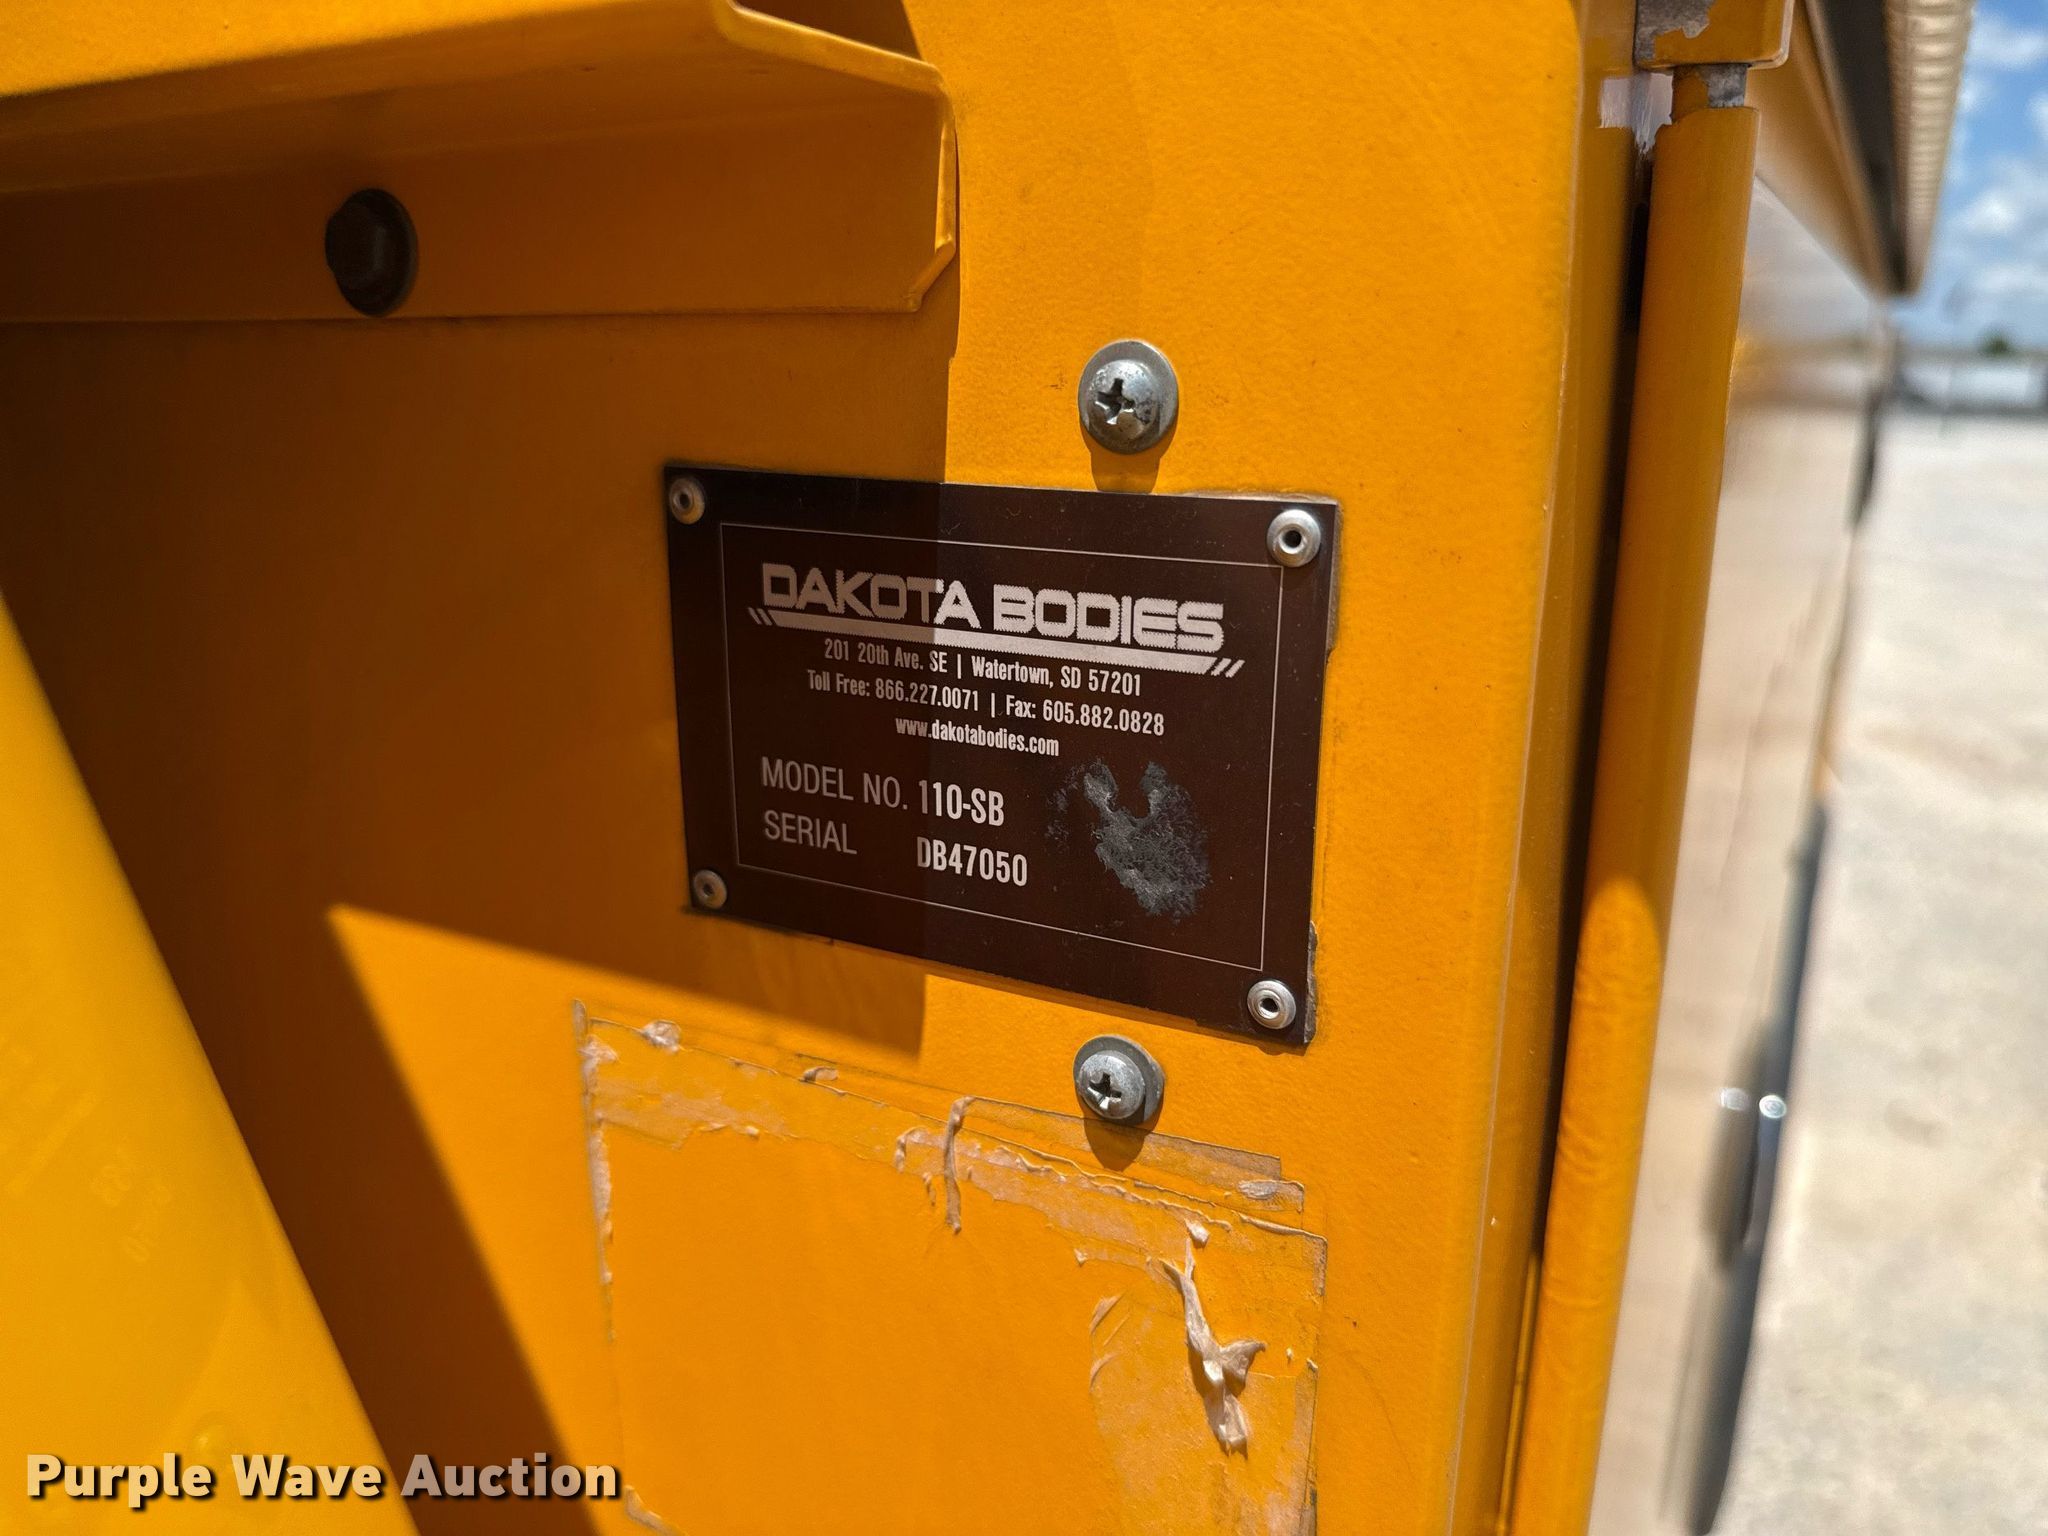 DAKOTA BODIES
201 20th Ave. SE | Watertown, SD 57201
Toll Free: 866.227.0071 | Fax: 605.882.0828
www.dakotabodies.com
MODEL NO. 110-SB
SERIAL DB47050
Purple Wave Auction